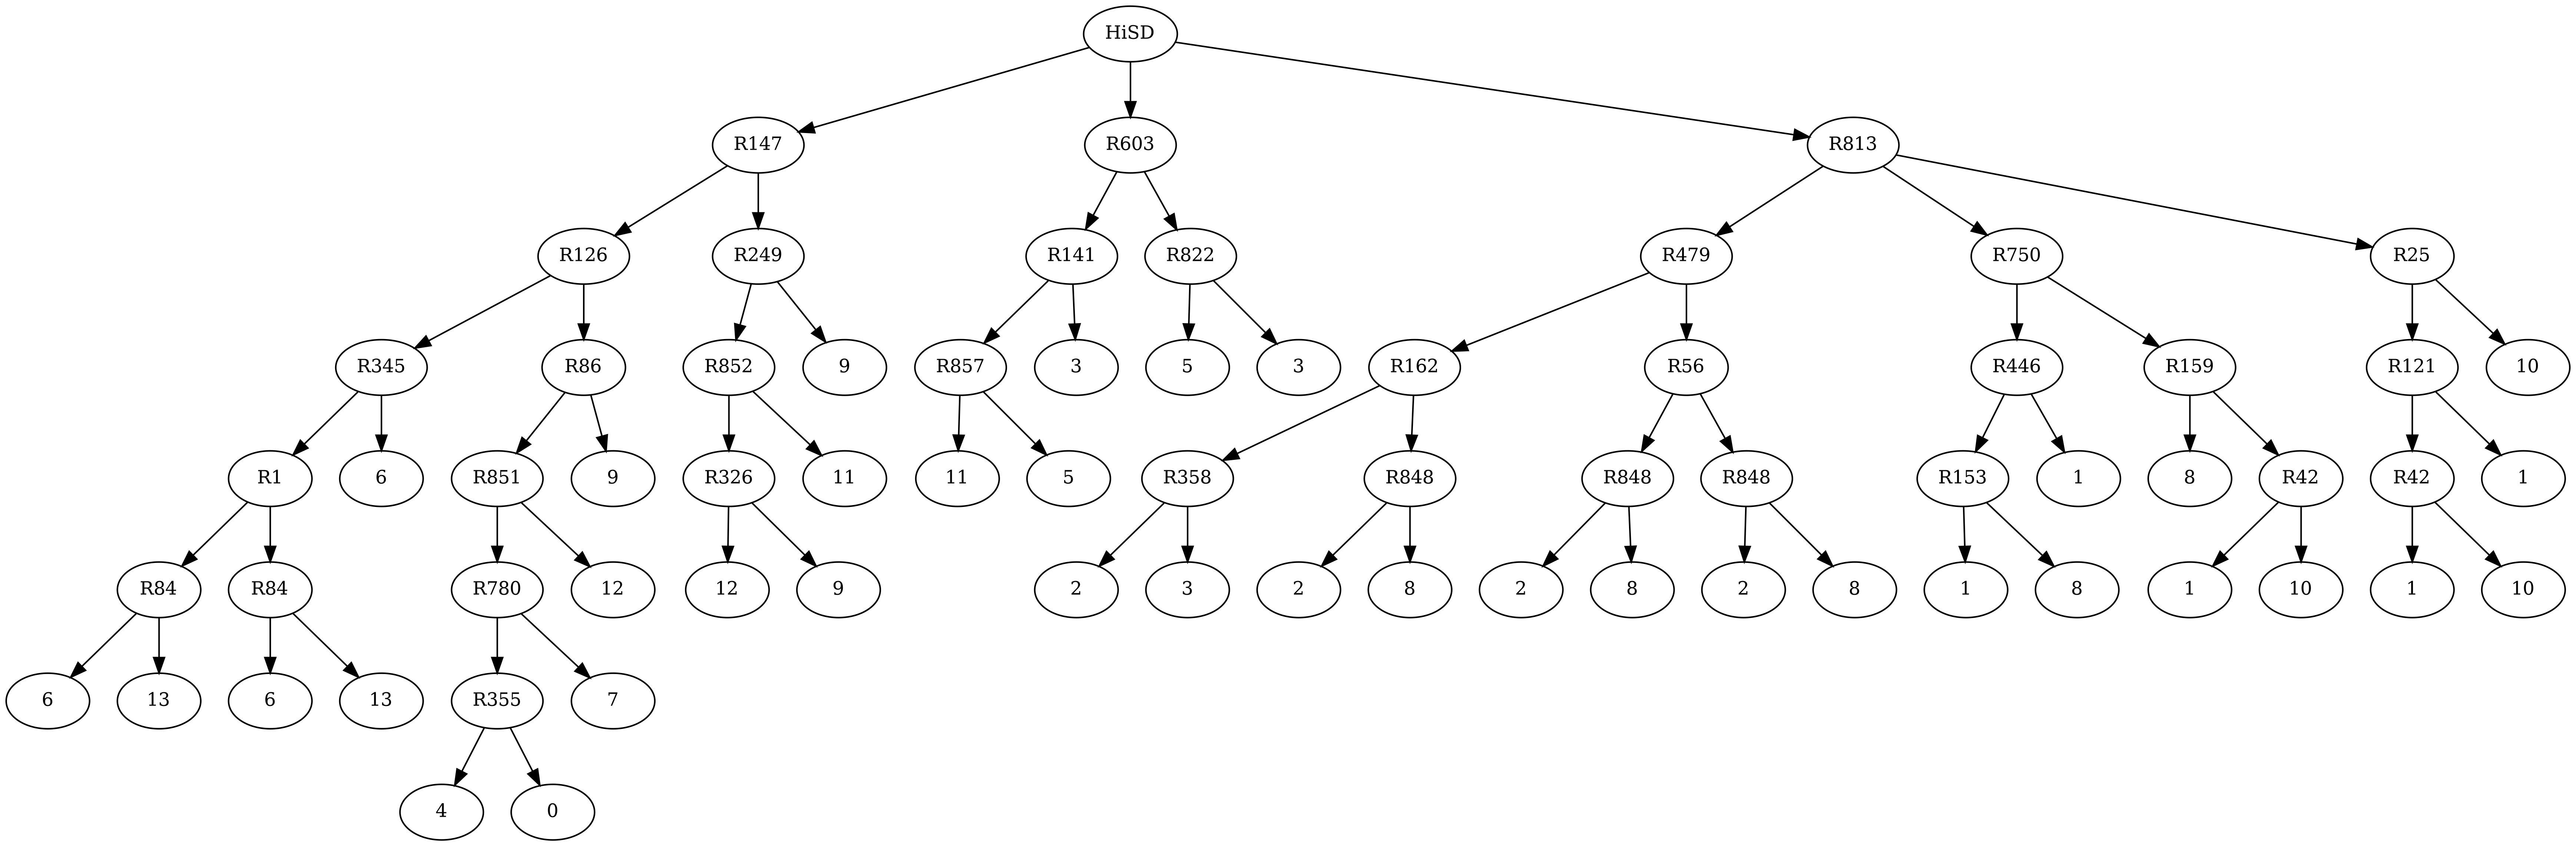 HiSD
R147 R603 R813
R126 R249 R141 R822 R479 R750 R25
R345 R86 R852 9 R857 3 5 3 R162 R56 R446 R159 R121 10
R1 6 R851 9 R326 11 11 5 R358 R848 R848 R848 R153 1 8 R42 R42 1
R84 R84 R780 12 12 9 2 3 2 8 2 8 2 8 1 8 1 10 1 10
6 13 6 13 R355 7
4 0